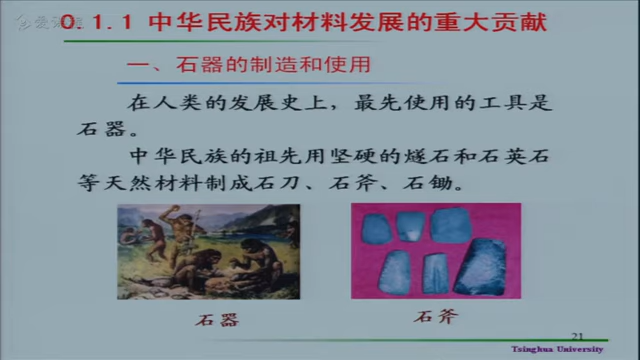 0.1.1 中华民族对材料发展的重大贡献
一、石器的制造和使用
在人类的发展史上，最先使用的工具是
石器。
中华民族的祖先用坚硬的燧石和石英石
等天然材料制成石刀、石斧、石锄。
石器
石斧
21
Tsinghua University